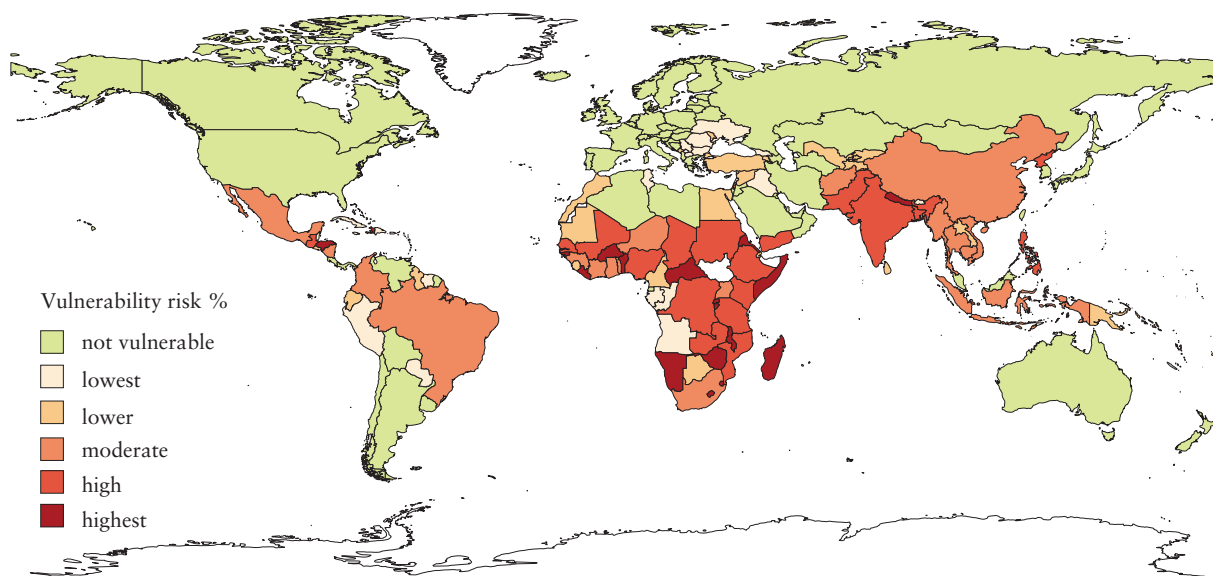 Vulnerability risk %
not vulnerable
lowest
lower
moderate
high
highest